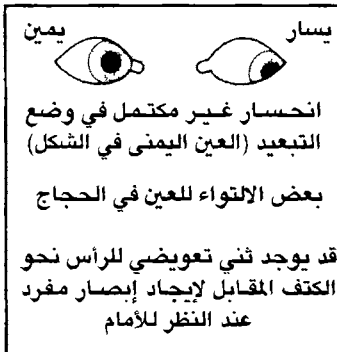 يسار
يمين
انحسار غير مكتمل في وضع
التبعيد (العين اليمنى في الشكل)
بعض الالتواء للعين في الحجاج
قد يوجد ثني تعويضي للرأس نحو
الكتف المقابل لإيجاد إبصار مفرد
عند النظر للأمام